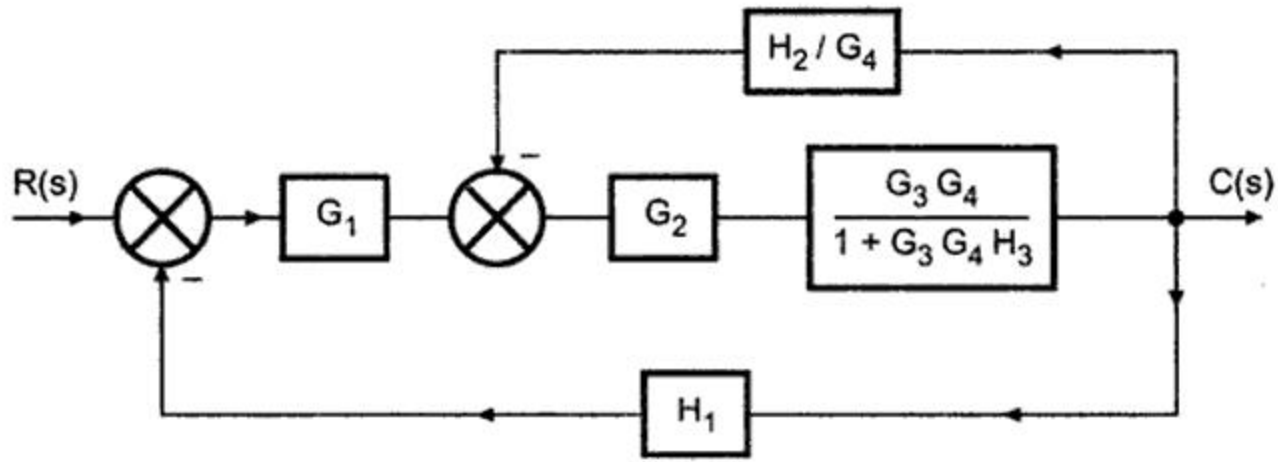 H₂ / G₄
R(s)
G₁
G₂
G₃ G₄
1 + G₃ G₄ H₃
C(s)
–
–
H₁